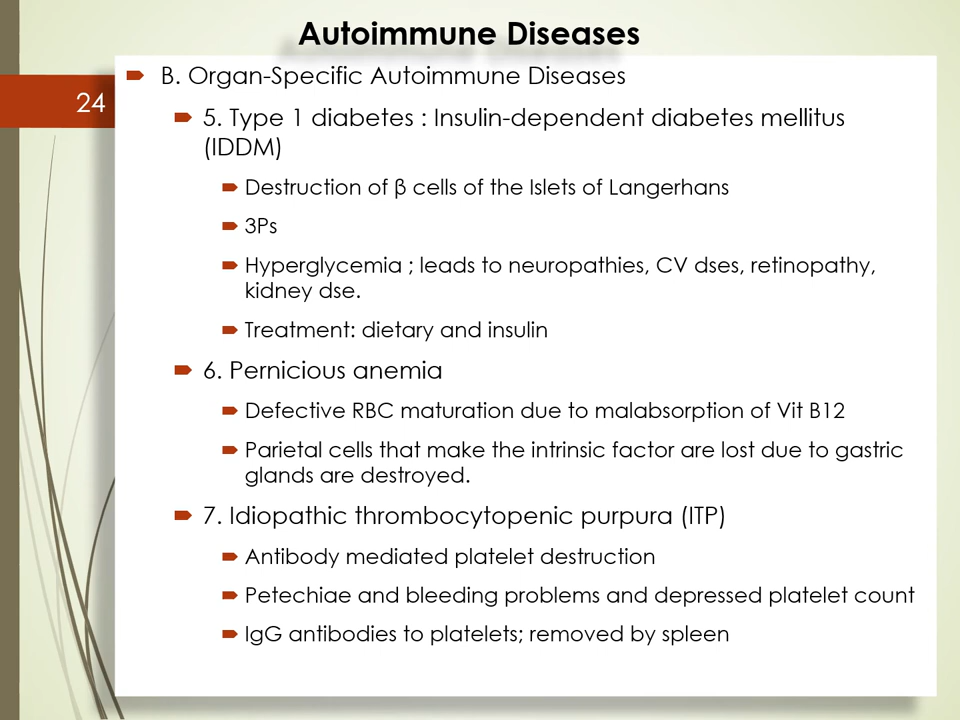 Autoimmune Diseases
24
B. Organ-Specific Autoimmune Diseases
5. Type 1 diabetes : Insulin-dependent diabetes mellitus
(IDDM)
Destruction of β cells of the Islets of Langerhans
3Ps
Hyperglycemia ; leads to neuropathies, CV dses, retinopathy,
kidney dse.
Treatment: dietary and insulin
6. Pernicious anemia
Defective RBC maturation due to malabsorption of Vit B12
Parietal cells that make the intrinsic factor are lost due to gastric
glands are destroyed.
7. Idiopathic thrombocytopenic purpura (ITP)
Antibody mediated platelet destruction
Petechiae and bleeding problems and depressed platelet count
IgG antibodies to platelets; removed by spleen